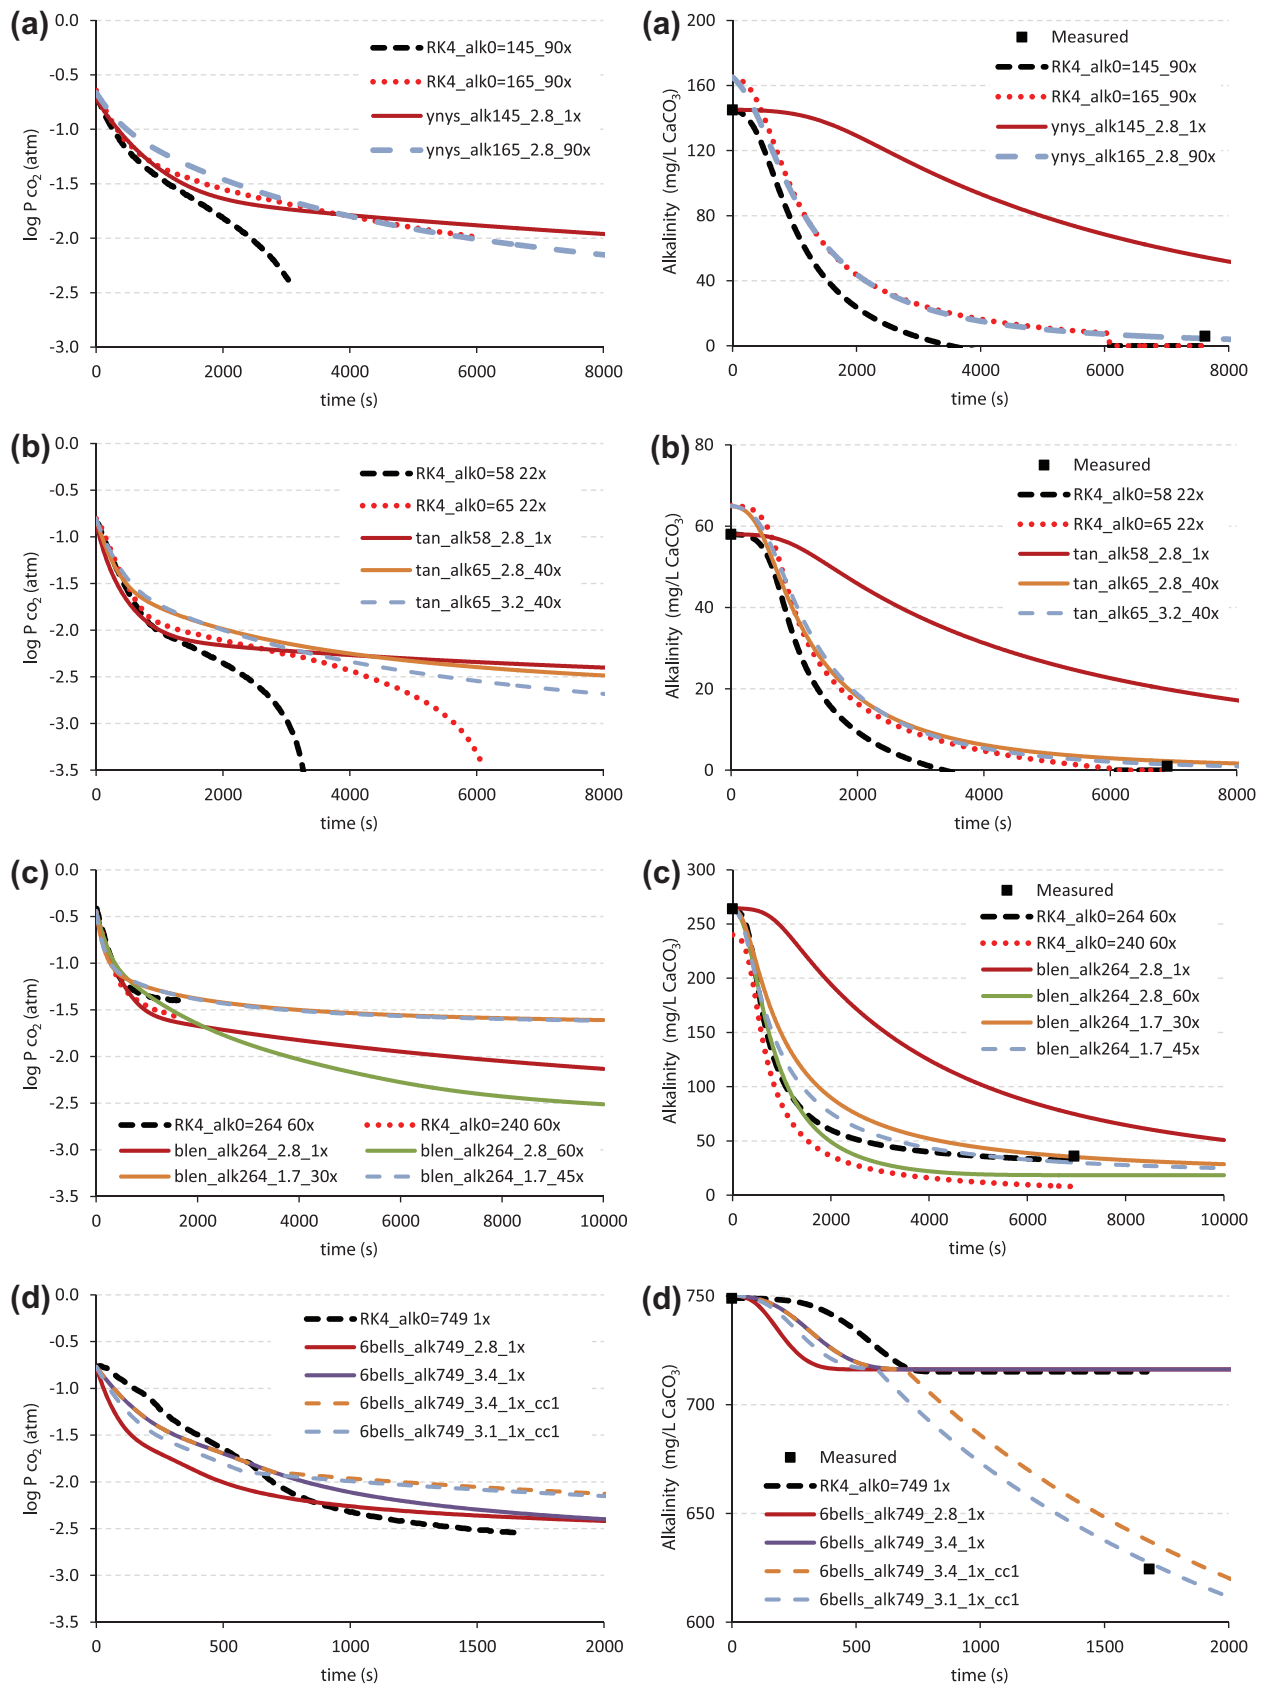 (a)
0.0
-0.5
-1.0
-1.5
-2.0
-2.5
-3.0
log P co2 (atm)
RK4_alk0=145_90x
RK4_alk0=165_90x
ynys_alk145_2.8_1x
ynys_alk165_2.8_90x
0 2000 4000 6000 8000
time (s)
(a)
200
160
120
80
40
0
Alkalinity (mg/L CaCO3)
Measured
RK4_alk0=145_90x
RK4_alk0=165_90x
ynys_alk145_2.8_1x
ynys_alk165_2.8_90x
0 2000 4000 6000 8000
time (s)
(b)
0.0
-0.5
-1.0
-1.5
-2.0
-2.5
-3.0
-3.5
log P co2 (atm)
RK4_alk0=58 22x
RK4_alk0=65 22x
tan_alk58_2.8_1x
tan_alk65_2.8_40x
tan_alk65_3.2_40x
0 2000 4000 6000 8000
time (s)
(b)
80
60
40
20
0
Alkalinity (mg/L CaCO3)
Measured
RK4_alk0=58 22x
RK4_alk0=65 22x
tan_alk58_2.8_1x
tan_alk65_2.8_40x
tan_alk65_3.2_40x
0 2000 4000 6000 8000
time (s)
(c)
0.0
-0.5
-1.0
-1.5
-2.0
-2.5
-3.0
-3.5
log P co2 (atm)
RK4_alk0=264 60x RK4_alk0=240 60x
blen_alk264_2.8_1x blen_alk264_2.8_60x
blen_alk264_1.7_30x blen_alk264_1.7_45x
0 2000 4000 6000 8000 10000
time (s)
(c)
300
250
200
150
100
50
0
Alkalinity (mg/L CaCO3)
Measured
RK4_alk0=264 60x
RK4_alk0=240 60x
blen_alk264_2.8_1x
blen_alk264_2.8_60x
blen_alk264_1.7_30x
blen_alk264_1.7_45x
0 2000 4000 6000 8000 10000
time (s)
(d)
0.0
-0.5
-1.0
-1.5
-2.0
-2.5
-3.0
-3.5
log P co2 (atm)
RK4_alk0=749 1x
6bells_alk749_2.8_1x
6bells_alk749_3.4_1x
6bells_alk749_3.4_1x_cc1
6bells_alk749_3.1_1x_cc1
0 500 1000 1500 2000
time (s)
(d)
750
700
650
600
Alkalinity (mg/L CaCO3)
Measured
RK4_alk0=749 1x
6bells_alk749_2.8_1x
6bells_alk749_3.4_1x
6bells_alk749_3.4_1x_cc1
6bells_alk749_3.1_1x_cc1
0 500 1000 1500 2000
time (s)